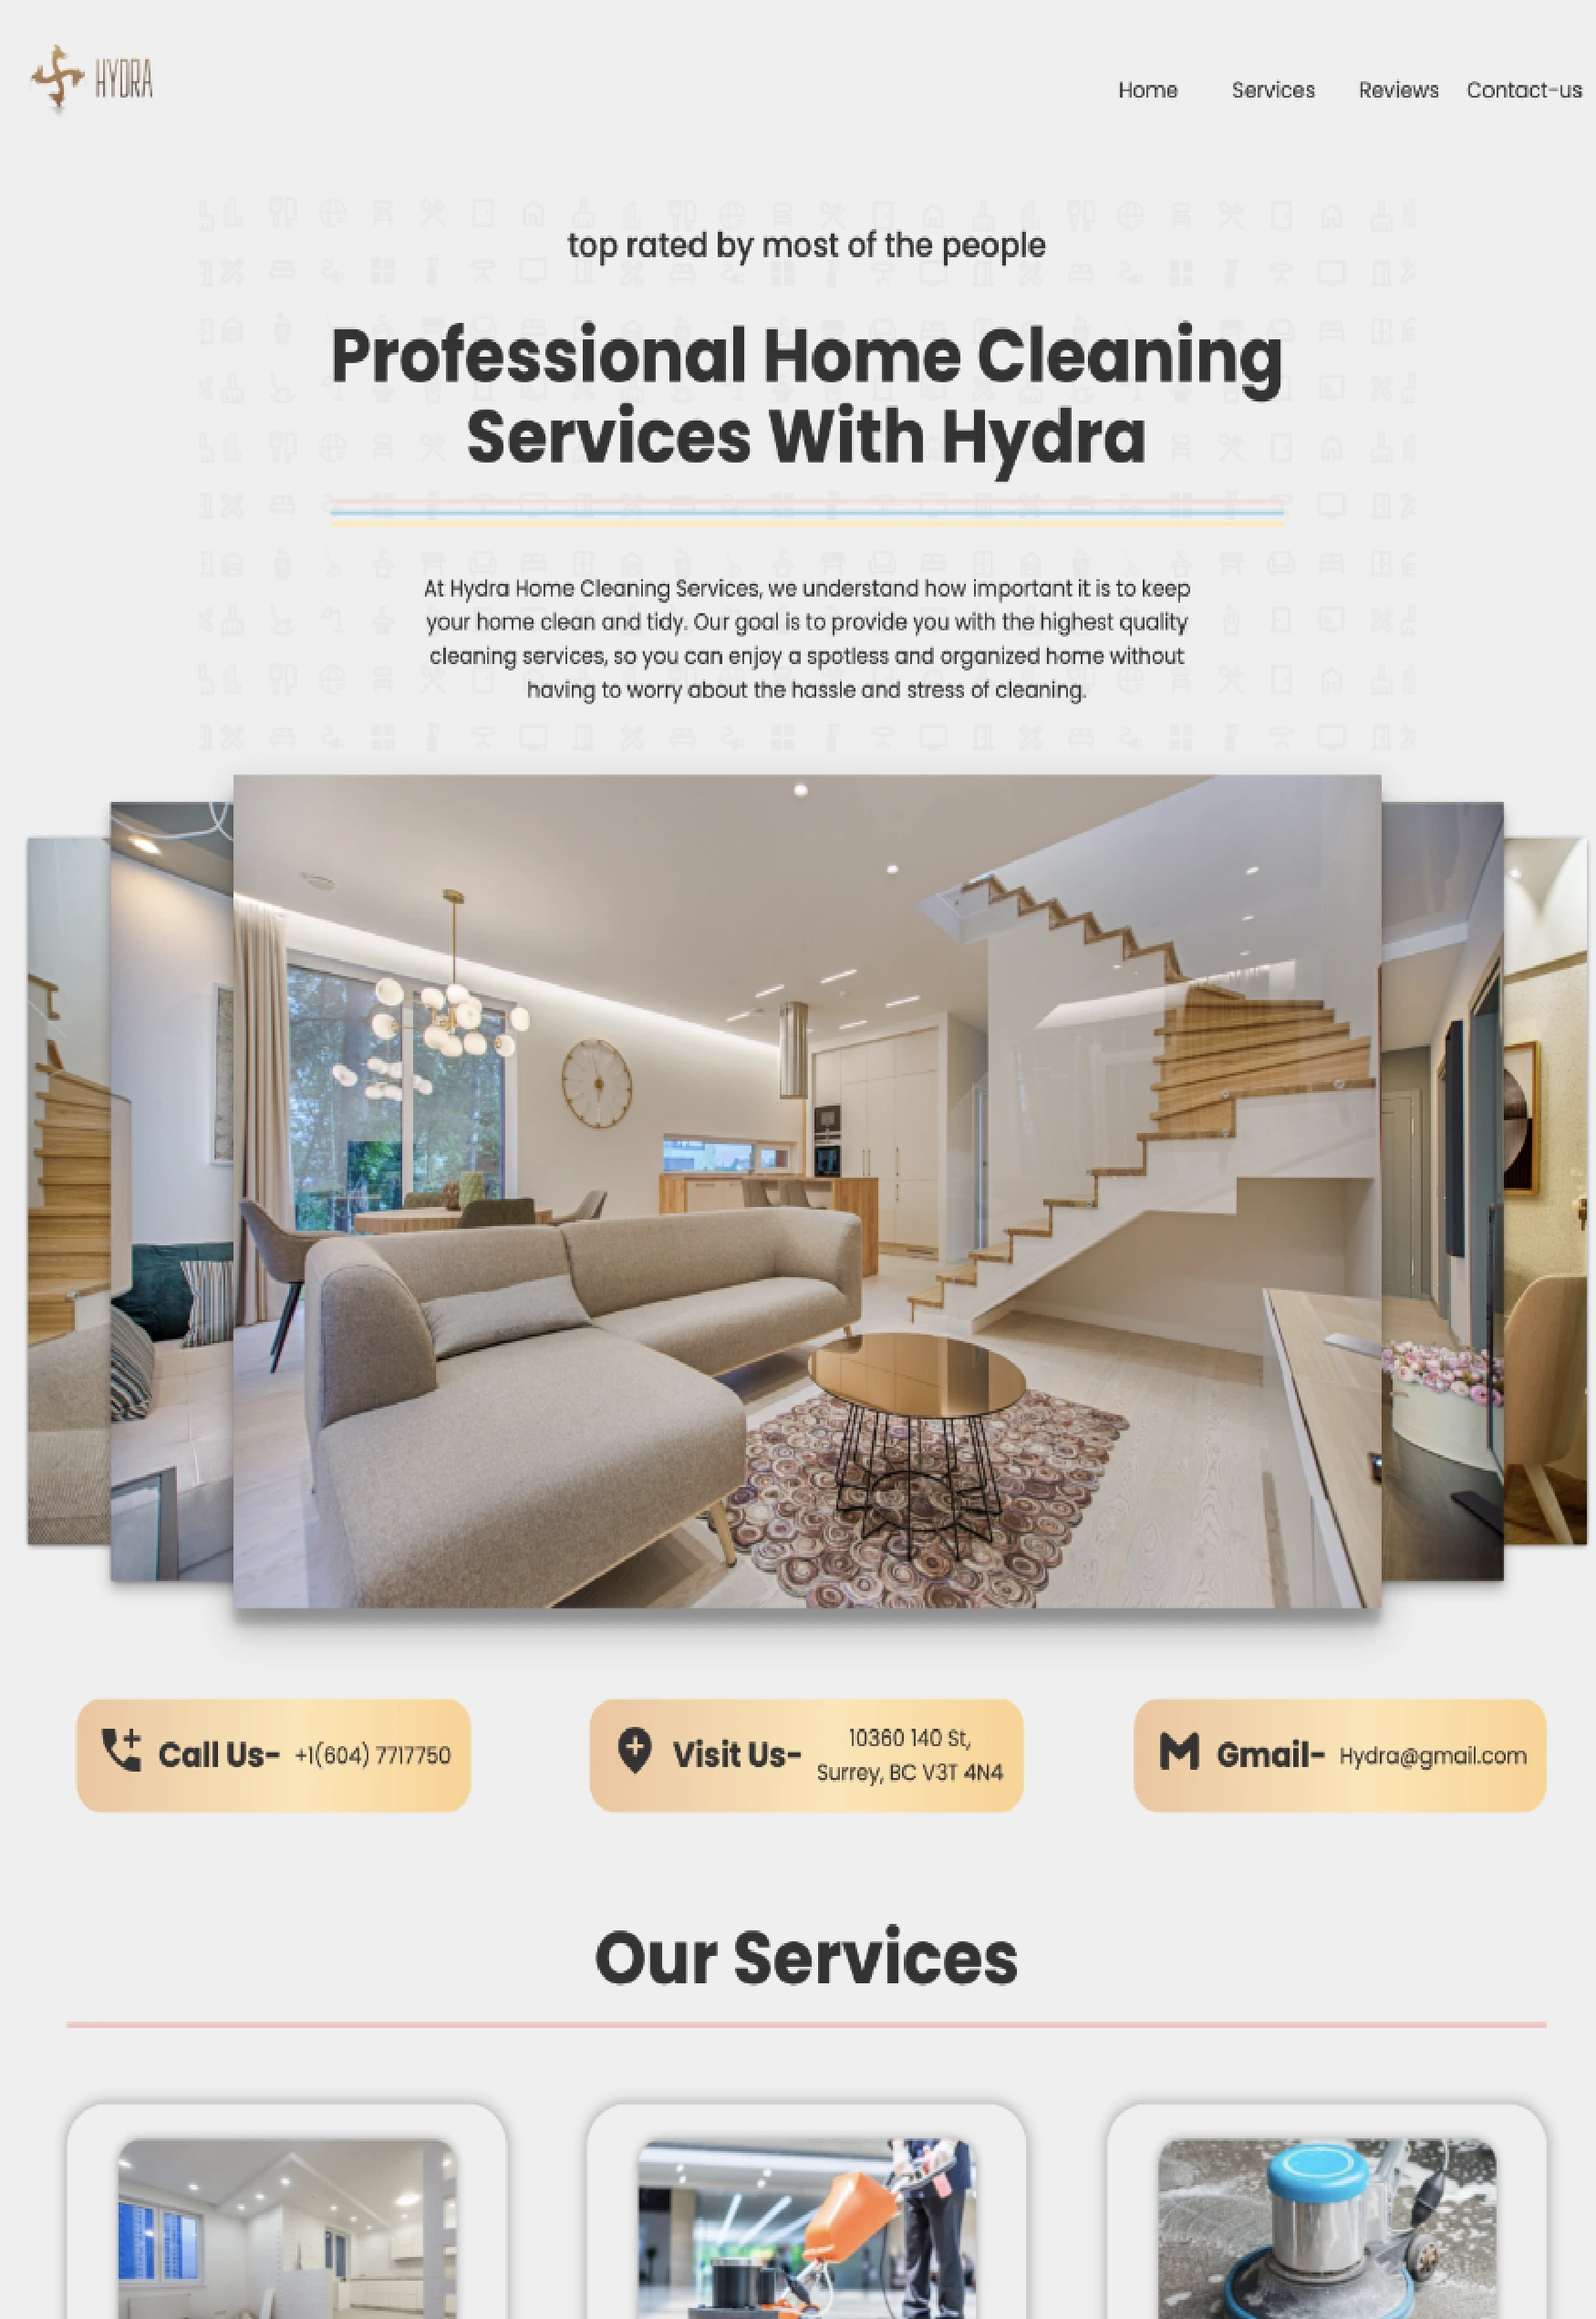 HYDRA
Home Services Reviews Contact-us
top rated by most of the people
Professional Home Cleaning
Services With Hydra
At Hydra Home Cleaning Services, we understand how important it is to keep
your home clean and tidy. Our goal is to provide you with the highest quality
cleaning services, so you can enjoy a spotless and organized home without
having to worry about the hassle and stress of cleaning.
Call Us- +1(604) 7717750
Visit Us- 10360 140 St,
Surrey, BC V3T 4N4
Gmail- Hydra@gmail.com
Our Services